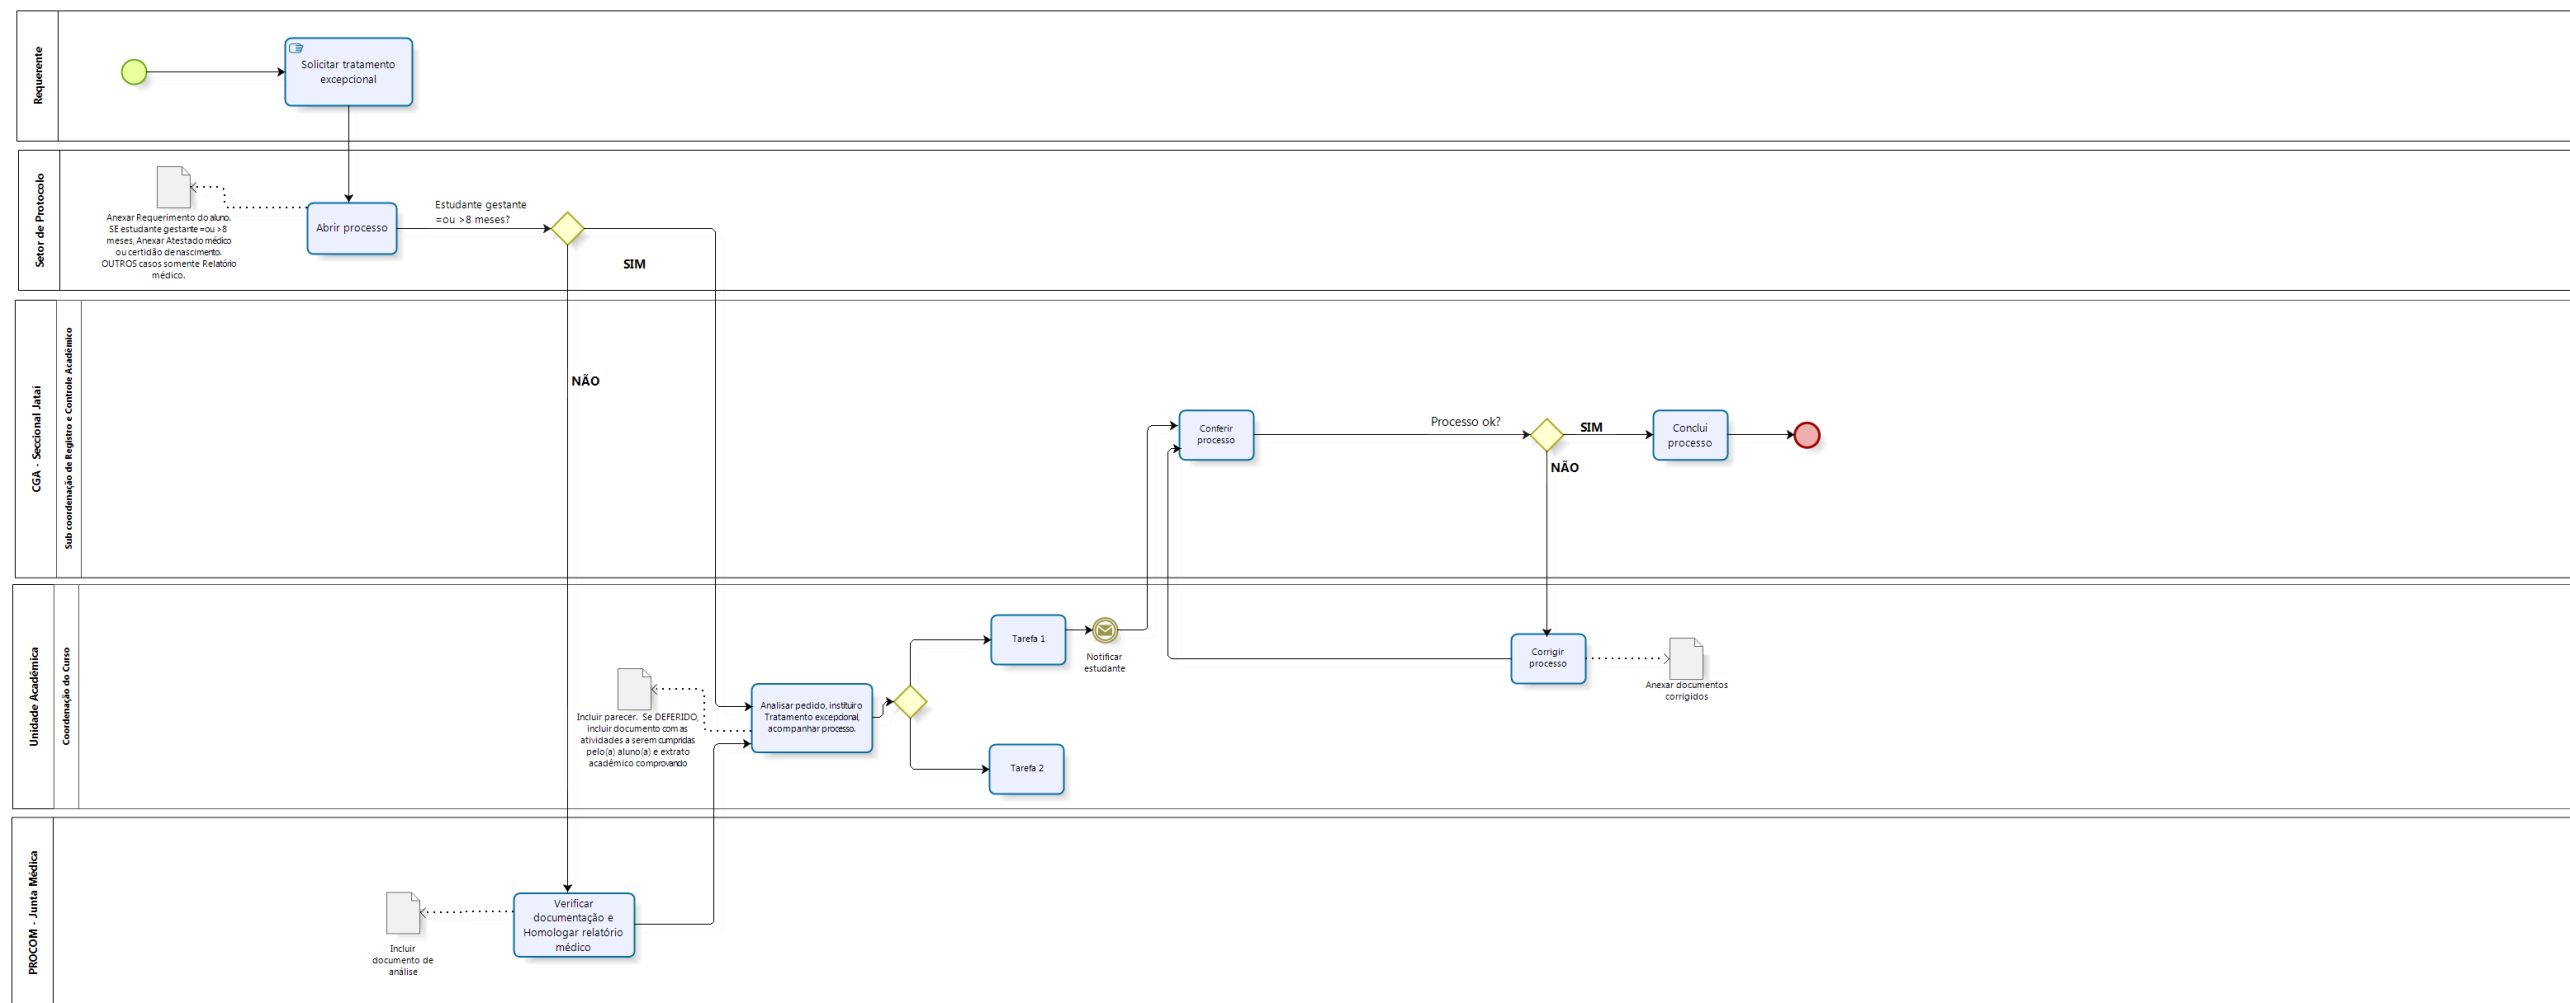 Requerente
Solicitar tratamento
excepcional
Setor de Protocolo
Anexar Requerimento do aluno.
SE estudante gestante =ou >8
meses, Anexar Atestado médico
ou certidão de nascimento.
OUTROS casos somente Relatório
médico.
Abrir processo
Estudante gestante
=ou >8 meses?
SIM
NÃO
CGA - Seccional Jataí
Sub coordenação de Registro e Controle Acadêmico
Conferir
processo
Processo ok?
SIM
NÃO
Conclui
processo
Unidade Acadêmica
Coordenação do Curso
Incluir parecer. Se DEFERIDO,
incluir documento com as
atividades a serem cumpridas
pelo(a) aluno(a) e extrato
acadêmico comprovando
Analisar pedido, instituir o
Tratamento excepcional,
acompanhar processo.
Tarefa 1
Notificar
estudante
Tarefa 2
Corrigir
processo
Anexar documentos
corrigidos
PROCOM - Junta Médica
Incluir
documento de
análise
Verificar
documentação e
Homologar relatório
médico